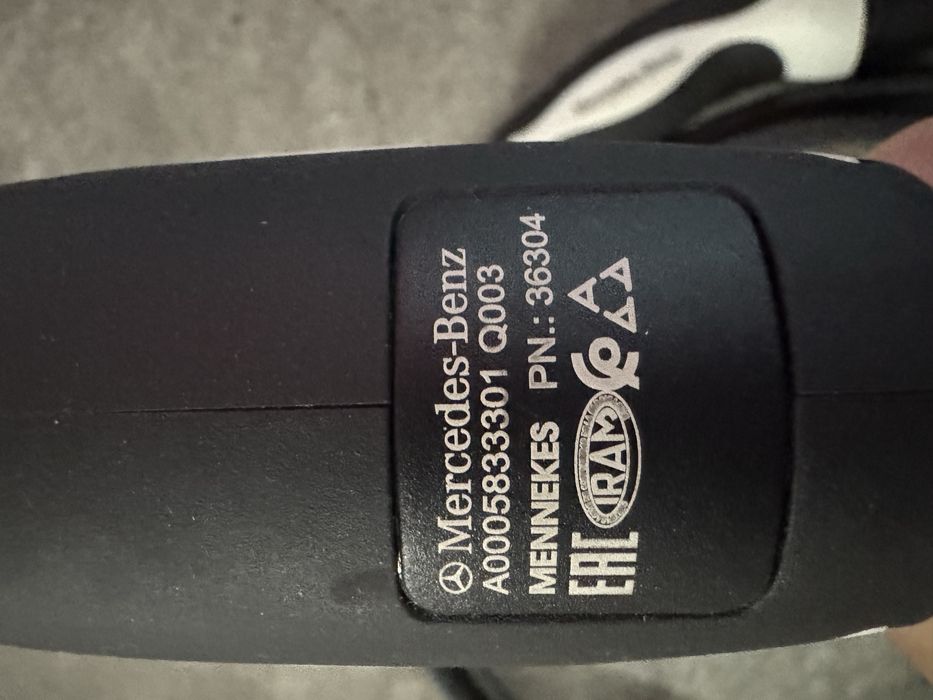 Mercedes-Benz
A0005833301 Q003
MENNEKES PN.: 36304
EAC IRAM